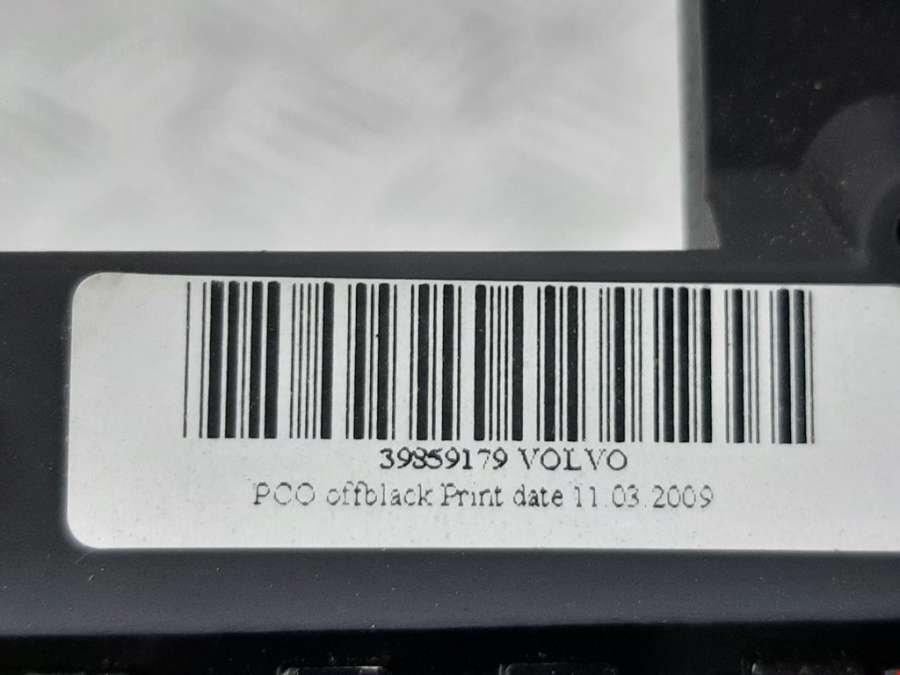 39859179 VOLVO
PCO offblack Print date 11.03.2009